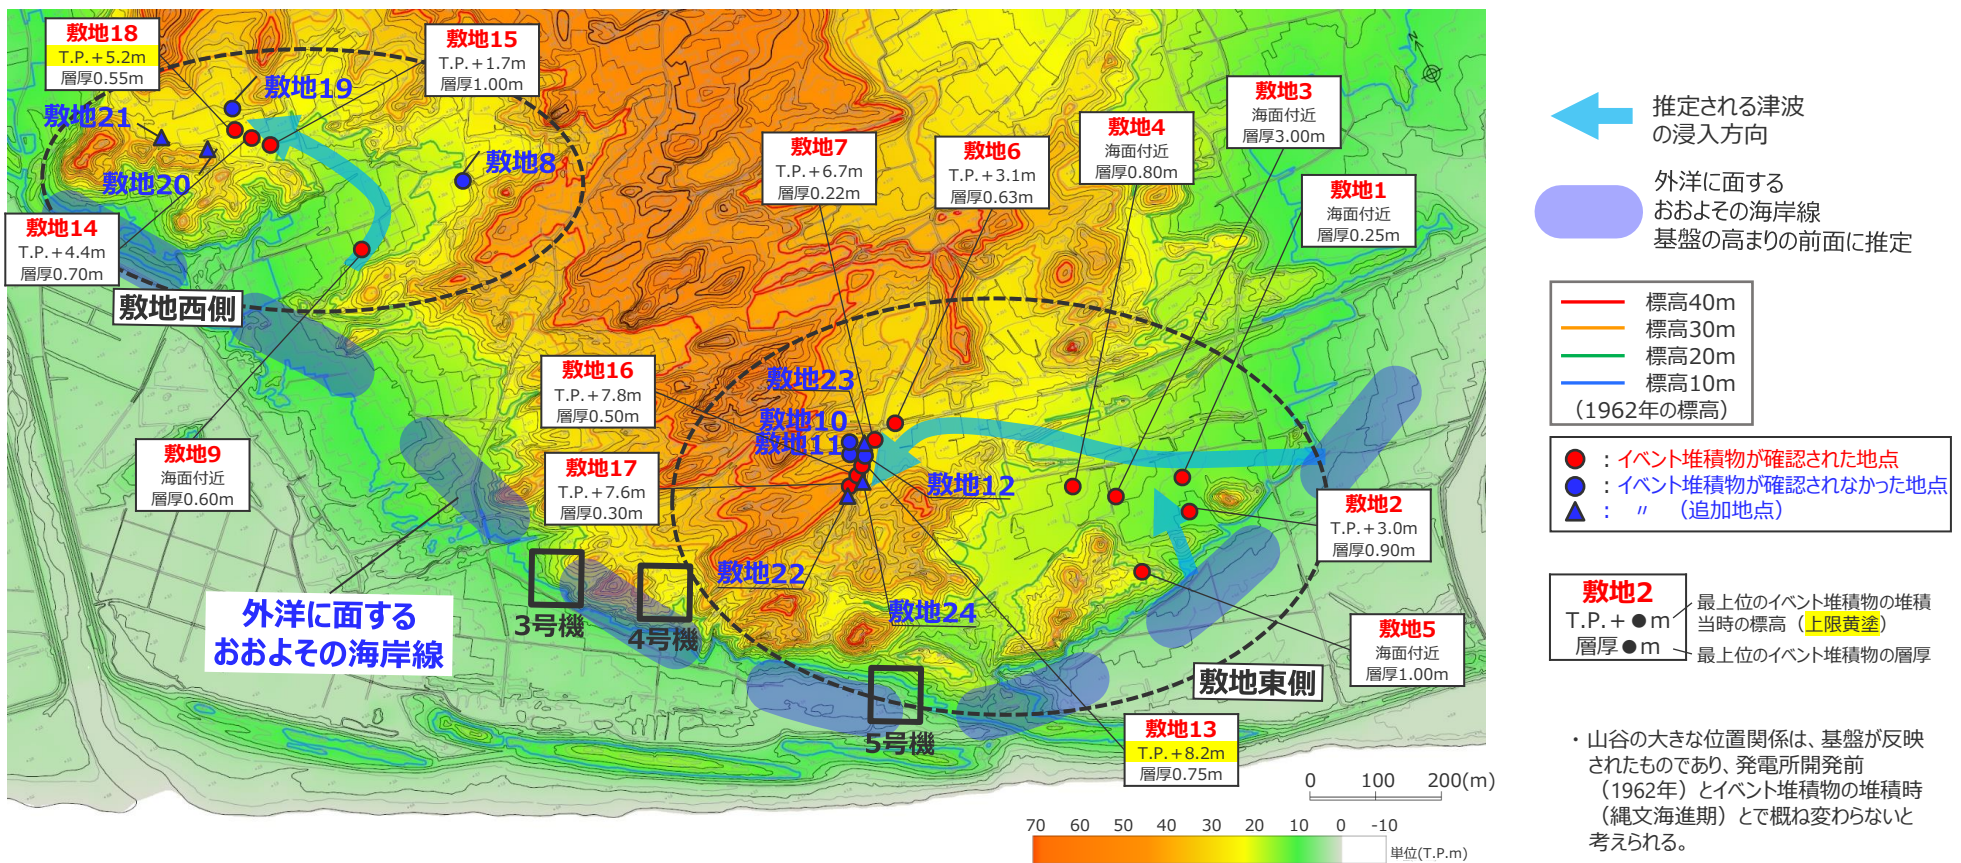 敷地18
T.P.+5.2m
層厚0.55m
敷地15
T.P.+1.7m
層厚1.00m
敷地19
敷地21
敷地20
敷地8
敷地14
T.P.+4.4m
層厚0.70m
敷地西側
敷地9
海面付近
層厚0.60m
敷地7
T.P.+6.7m
層厚0.22m
敷地6
T.P.+3.1m
層厚0.63m
敷地4
海面付近
層厚0.80m
敷地3
海面付近
層厚3.00m
敷地1
海面付近
層厚0.25m
敷地16
T.P.+7.8m
層厚0.50m
敷地23
敷地10
敷地11
敷地17
T.P.+7.6m
層厚0.30m
敷地12
敷地22
敷地24
敷地2
T.P.+3.0m
層厚0.90m
敷地5
海面付近
層厚1.00m
敷地東側
敷地13
T.P.+8.2m
層厚0.75m
外洋に面する
おおよその海岸線
3号機
4号機
5号機
0 100 200(m)
70 60 50 40 30 20 10 0 -10
単位(T.P.m)
推定される津波
の浸入方向
外洋に面する
おおよその海岸線
基盤の高まりの前面に推定
標高40m
標高30m
標高20m
標高10m
（1962年の標高）
：イベント堆積物が確認された地点
：イベント堆積物が確認されなかった地点
： 〃 （追加地点）
敷地2
T.P.+●m
層厚●m
最上位のイベント堆積物の堆積
当時の標高（上限黄塗）
最上位のイベント堆積物の層厚
・山谷の大きな位置関係は、基盤が反映
されたものであり、発電所開発前
（1962年）とイベント堆積物の堆積時
（縄文海進期）とで概ね変わらないと
考えられる。